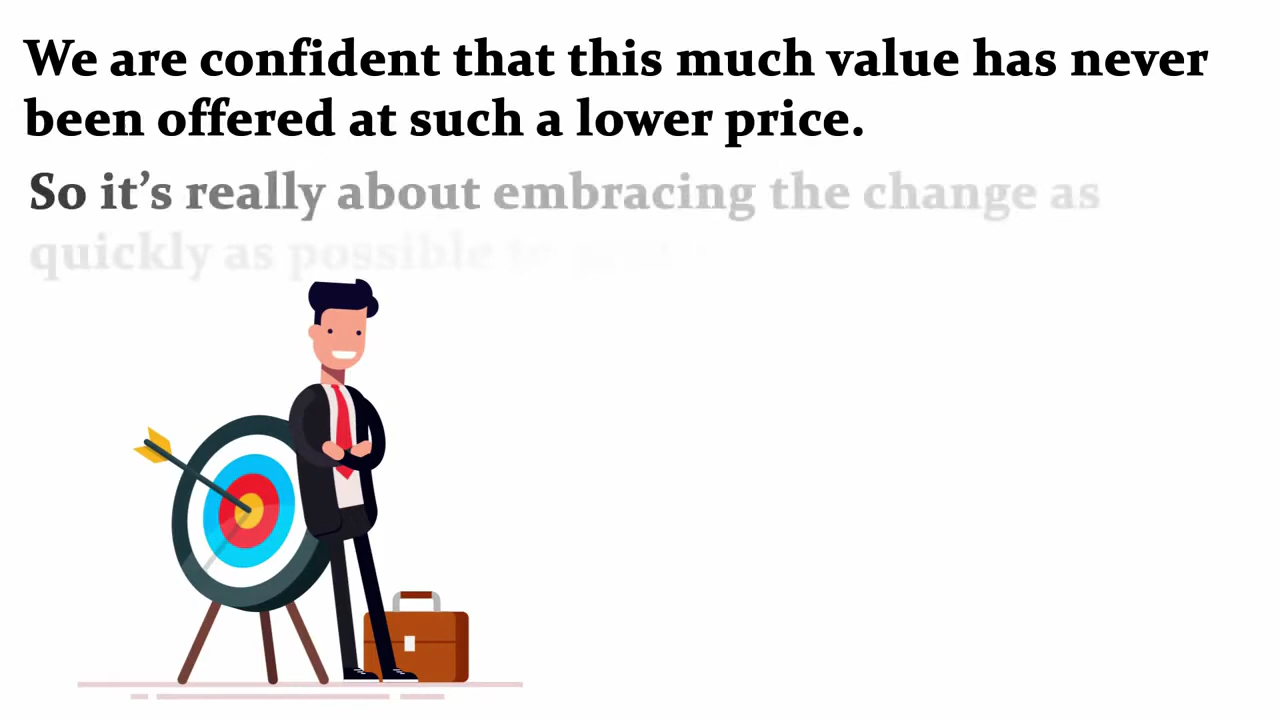 We are confident that this much value has never
been offered at such a lower price.
So it’s really about embracing the change as
quickly as possible to